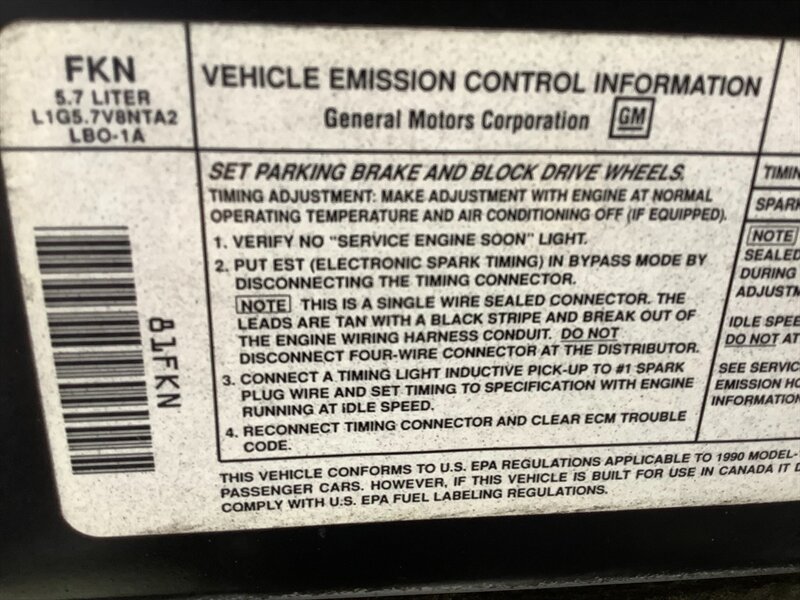 FKN
5.7 LITER
L1G5.7V8NTA2
LBO-1A
VEHICLE EMISSION CONTROL INFORMATION
General Motors Corporation GM
SET PARKING BRAKE AND BLOCK DRIVE WHEELS.
TIMING ADJUSTMENT: MAKE ADJUSTMENT WITH ENGINE AT NORMAL
OPERATING TEMPERATURE AND AIR CONDITIONING OFF (IF EQUIPPED).
1. VERIFY NO "SERVICE ENGINE SOON" LIGHT.
2. PUT EST (ELECTRONIC SPARK TIMING) IN BYPASS MODE BY
DISCONNECTING THE TIMING CONNECTOR.
NOTE THIS IS A SINGLE WIRE SEALED CONNECTOR. THE
LEADS ARE TAN WITH A BLACK STRIPE AND BREAK OUT OF
THE ENGINE WIRING HARNESS CONDUIT. DO NOT
DISCONNECT FOUR-WIRE CONNECTOR AT THE DISTRIBUTOR.
3. CONNECT A TIMING LIGHT INDUCTIVE PICK-UP TO #1 SPARK
PLUG WIRE AND SET TIMING TO SPECIFICATION WITH ENGINE
RUNNING AT IDLE SPEED.
4. RECONNECT TIMING CONNECTOR AND CLEAR ECM TROUBLE
CODE.
81FKN
TIMIN
SPARK
NOTE
SEALED
DURING
ADJUSTM
IDLE SPEE
DO NOT AT
SEE SERVIC
EMISSION HO
INFORMATION
THIS VEHICLE CONFORMS TO U.S. EPA REGULATIONS APPLICABLE TO 1990 MODEL-
PASSENGER CARS. HOWEVER, IF THIS VEHICLE IS BUILT FOR USE IN CANADA IT D
COMPLY WITH U.S. EPA FUEL LABELING REGULATIONS.